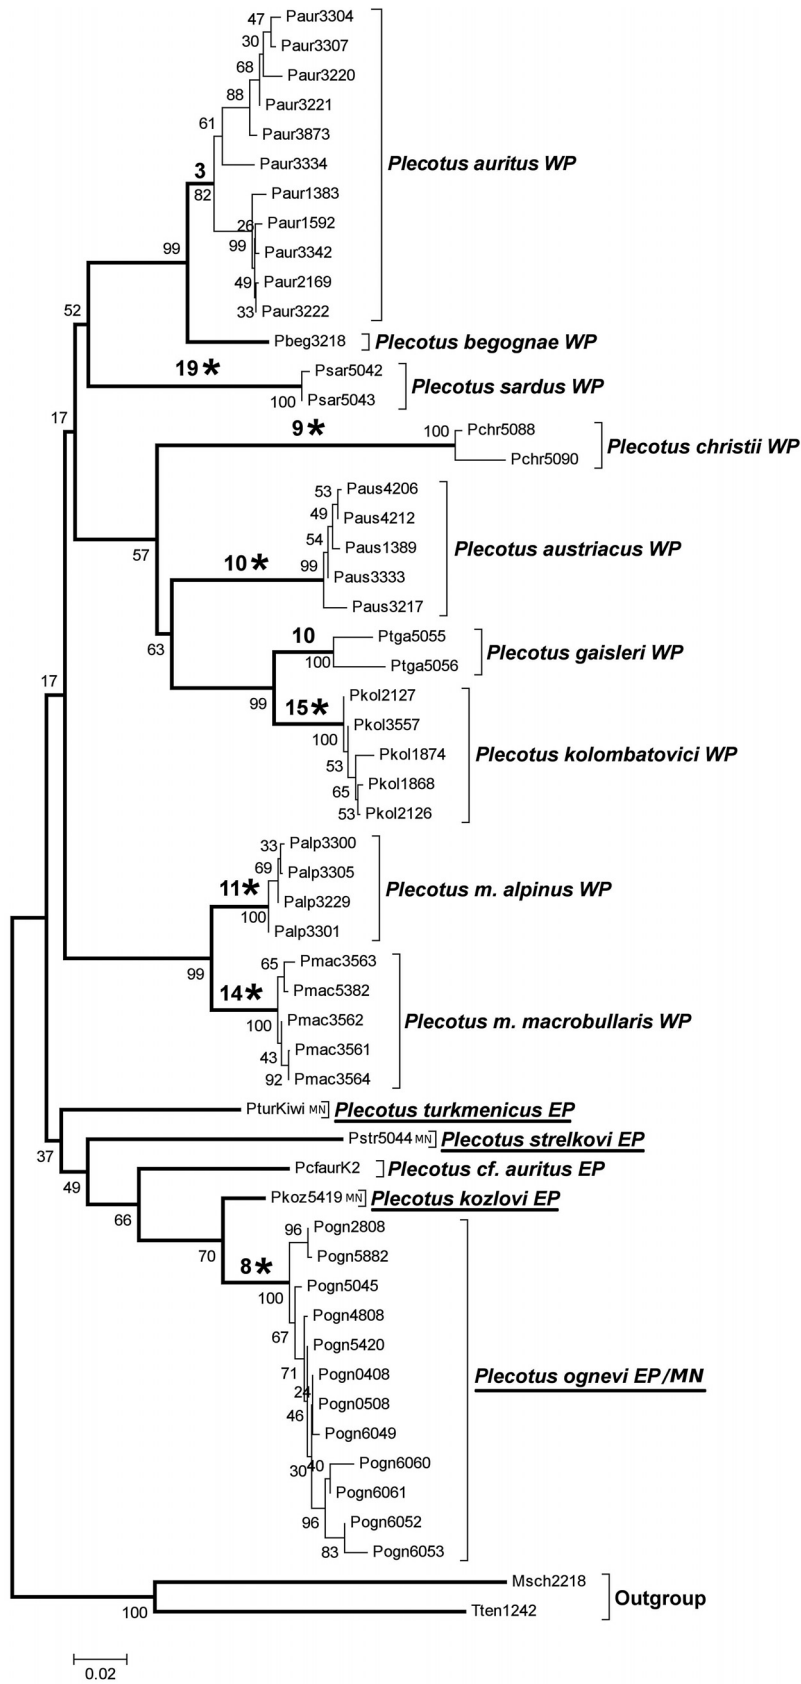 47
Paur3304
30
Paur3307
68
Paur3220
88
Paur3221
61
Paur3873
3
Paur3334
Plecotus auritus WP
82
Paur1383
26
Paur1592
99
Paur3342
99
49
Paur2169
33
Paur3222
52
Pbeg3218
Plecotus begognae WP
19*
Psar5042
Plecotus sardus WP
100
Psar5043
17
9*
100
Pchr5088
Plecotus christii WP
Pchr5090
53
Paus4206
49
Paus4212
54
Paus1389
Plecotus austriacus WP
57
10*
99
Paus3333
Paus3217
10
Ptga5055
Plecotus gaisleri WP
63
100
Ptga5056
17
99
15*
Pkol2127
Pkol3557
100
Pkol1874
Plecotus kolombatovici WP
53
65
Pkol1868
53
Pkol2126
33
Palp3300
69
Palp3305
11*
Palp3229
Plecotus m. alpinus WP
100
Palp3301
99
65
Pmac3563
14*
Pmac5382
100
Pmac3562
Plecotus m. macrobullaris WP
43
Pmac3561
92
Pmac3564
PturKiwi MN
Plecotus turkmenicus EP
37
Pstr5044 MN
Plecotus strelkovi EP
49
PcfaurK2
Plecotus cf. auritus EP
66
Pkoz5419 MN
Plecotus kozlovi EP
70
96
Pogn2808
8*
Pogn5882
100
Pogn5045
67
Pogn4808
Pogn5420
71
Pogn0408
Plecotus ognevi EP/MN
24
46
Pogn0508
Pogn6049
30
40
Pogn6060
Pogn6061
96
Pogn6052
83
Pogn6053
Msch2218
Outgroup
100
Tten1242
0.02